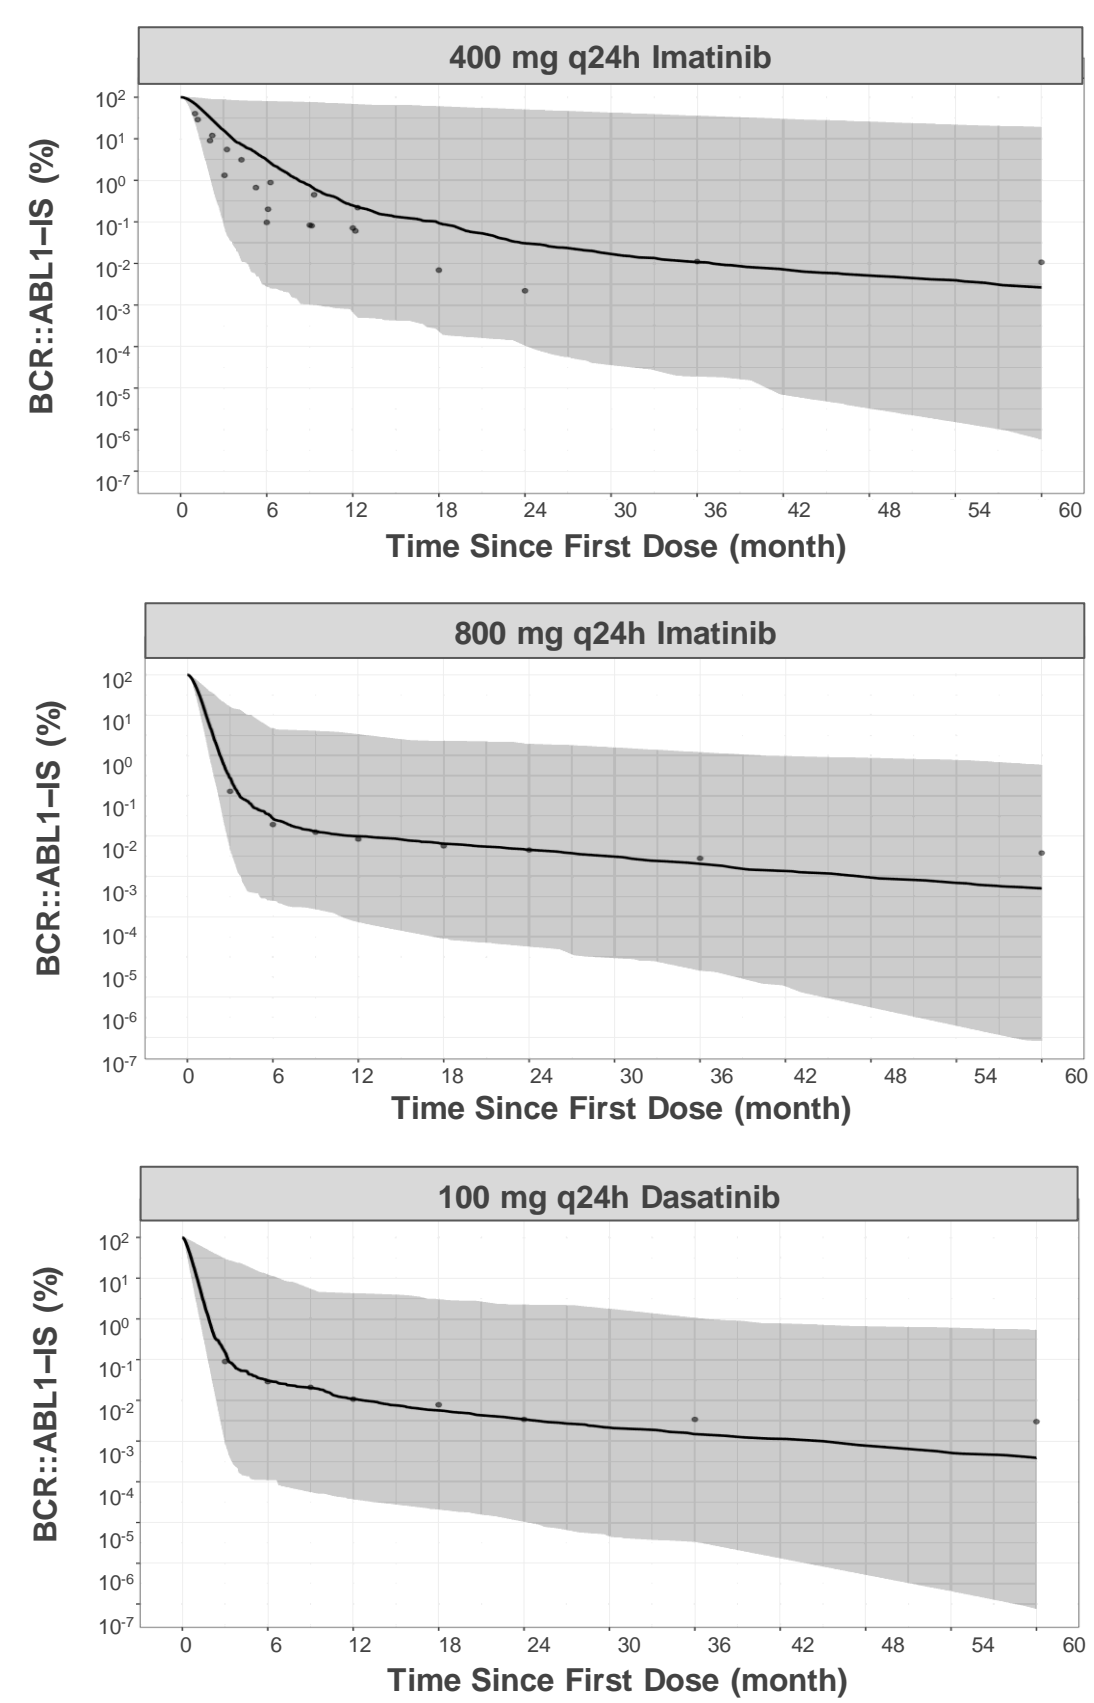 400 mg q24h Imatinib
BCR::ABL1–IS (%)
10²
10¹
10⁰
10⁻¹
10⁻²
10⁻³
10⁻⁴
10⁻⁵
10⁻⁶
10⁻⁷
0 6 12 18 24 30 36 42 48 54 60
Time Since First Dose (month)
800 mg q24h Imatinib
BCR::ABL1–IS (%)
10²
10¹
10⁰
10⁻¹
10⁻²
10⁻³
10⁻⁴
10⁻⁵
10⁻⁶
10⁻⁷
0 6 12 18 24 30 36 42 48 54 60
Time Since First Dose (month)
100 mg q24h Dasatinib
BCR::ABL1–IS (%)
10²
10¹
10⁰
10⁻¹
10⁻²
10⁻³
10⁻⁴
10⁻⁵
10⁻⁶
10⁻⁷
0 6 12 18 24 30 36 42 48 54 60
Time Since First Dose (month)